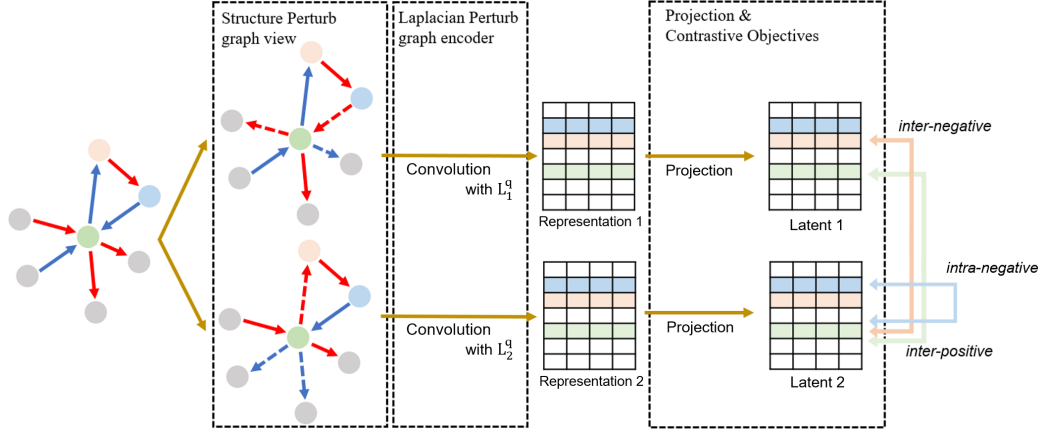 Structure Perturb
graph view
Laplacian Perturb
graph encoder
Projection &
Contrastive Objectives
Convolution
with L₁^q
Representation 1
Projection
Latent 1
inter-negative
intra-negative
inter-positive
Convolution
with L₂^q
Representation 2
Projection
Latent 2